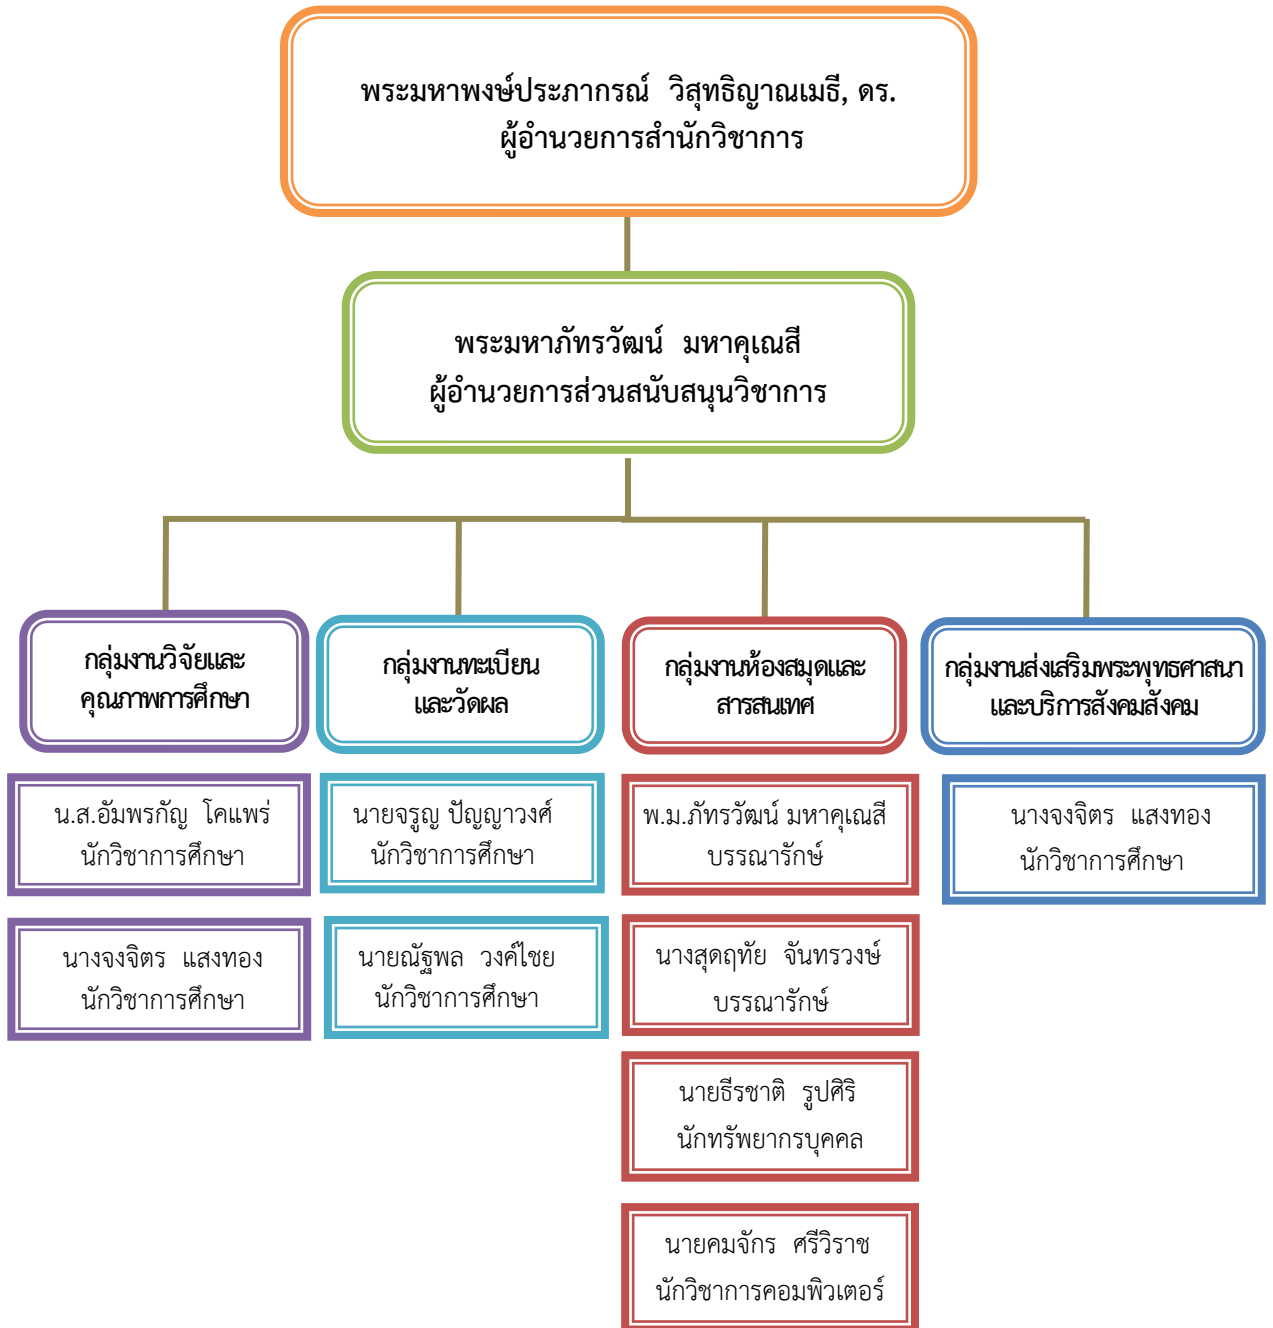 พระมหาพงษ์ประภากรณ์ วิสุทธิญาณเมธี, ดร.
ผู้อำนวยการสำนักวิชาการ
พระมหาภัทรวัฒน์ มหาคุเณสี
ผู้อำนวยการส่วนสนับสนุนวิชาการ
กลุ่มงานวิจัยและ
คุณภาพการศึกษา
น.ส.อัมพรกัญ โคแพร่
นักวิชาการศึกษา
นางจงจิตร แสงทอง
นักวิชาการศึกษา
กลุ่มงานทะเบียน
และวัดผล
นายจรูญ ปัญญาวงศ์
นักวิชาการศึกษา
นายณัฐพล วงค์ไชย
นักวิชาการศึกษา
กลุ่มงานห้องสมุดและ
สารสนเทศ
พ.ม.ภัทรวัฒน์ มหาคุเณสี
บรรณารักษ์
นางสุดฤทัย จันทรวงษ์
บรรณารักษ์
นายธีรชาติ รูปศิริ
นักทรัพยากรบุคคล
นายคมจักร ศรีวิราช
นักวิชาการคอมพิวเตอร์
กลุ่มงานส่งเสริมพระพุทธศาสนา
และบริการสังคมสังคม
นางจงจิตร แสงทอง
นักวิชาการศึกษา